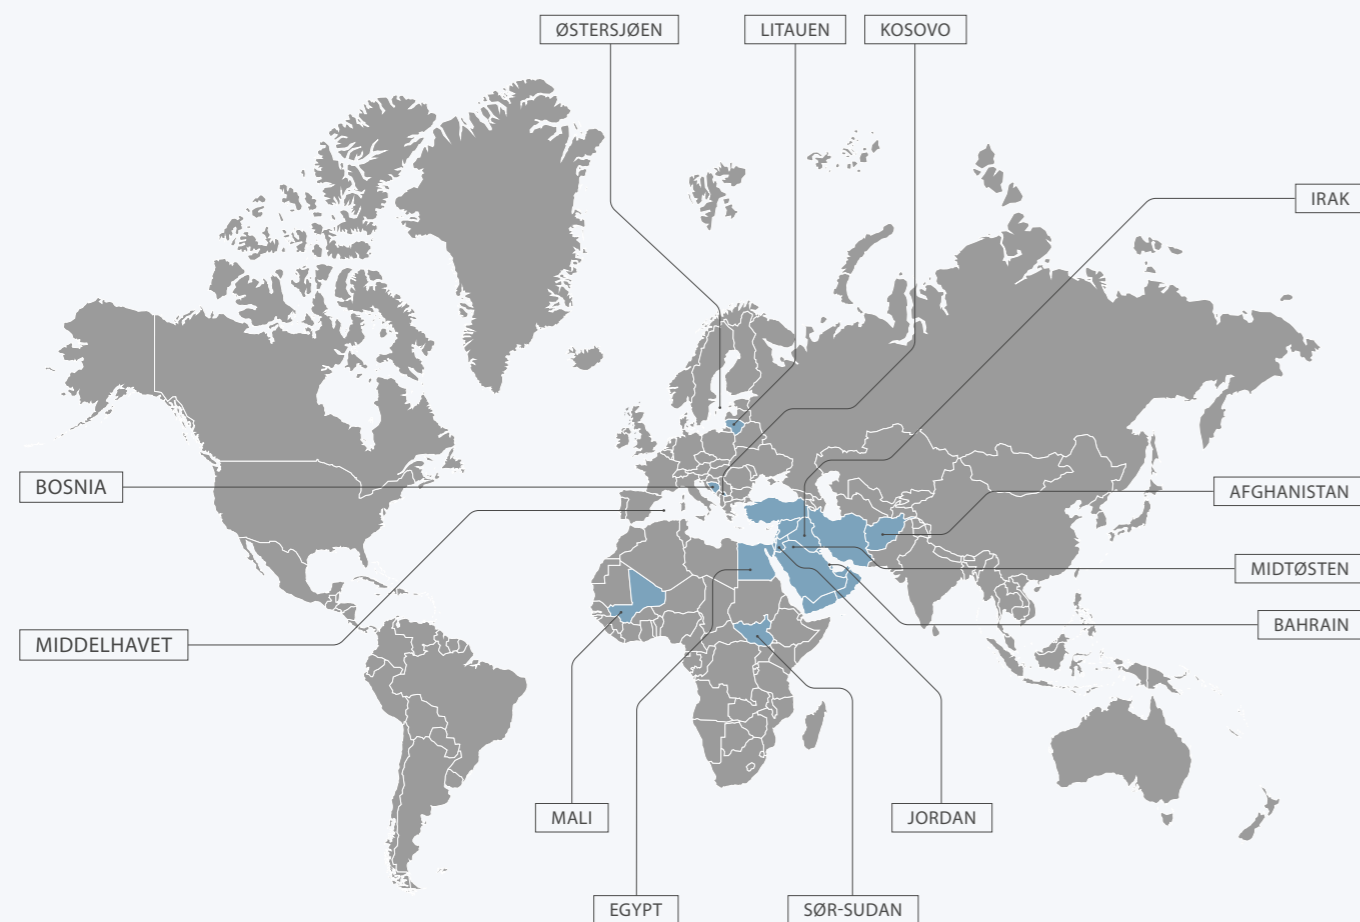 ØSTERSJØEN
LITAUEN
KOSOVO
IRAK
BOSNIA
AFGHANISTAN
MIDTØSTEN
BAHRAIN
MIDDELHAVET
MALI
JORDAN
EGYPT
SØR-SUDAN